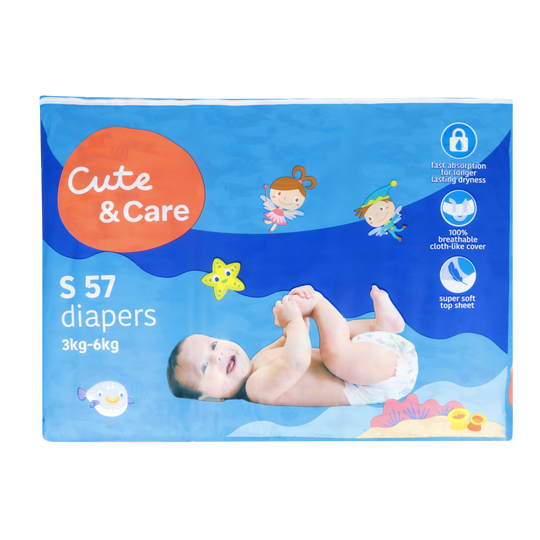 Cute
& Care
S 57
diapers
3kg-6kg
fast absorption
for longer
lasting dryness
100%
breathable
cloth-like cover
super soft
top sheet